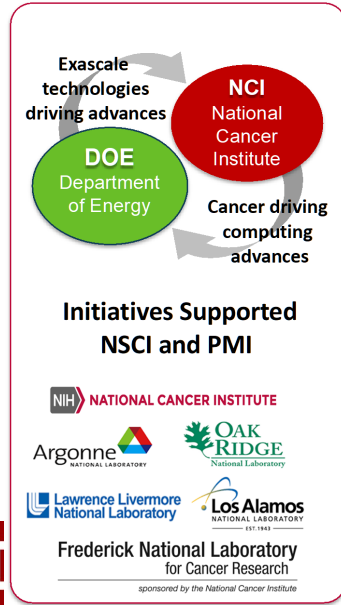 Exascale
technologies
driving advances
NCI
National
Cancer
Institute
DOE
Department
of Energy
Cancer driving
computing
advances
Initiatives Supported
NSCI and PMI
NIH NATIONAL CANCER INSTITUTE
Argonne
NATIONAL LABORATORY
OAK
RIDGE
National Laboratory
Lawrence Livermore
National Laboratory
Los Alamos
NATIONAL LABORATORY
EST. 1943
Frederick National Laboratory
for Cancer Research
sponsored by the National Cancer Institute